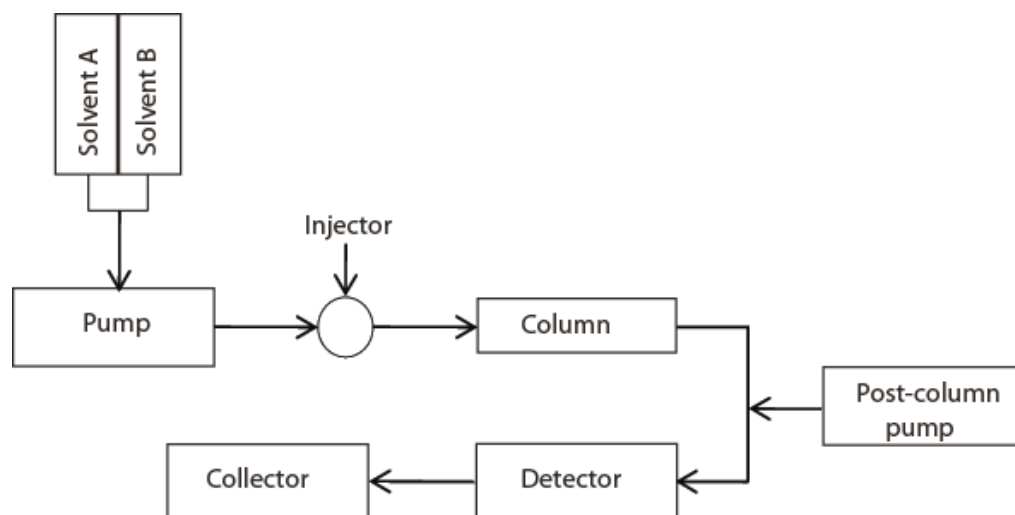 Solvent A
Solvent B
Injector
Pump
Column
Post-column
pump
Collector
Detector